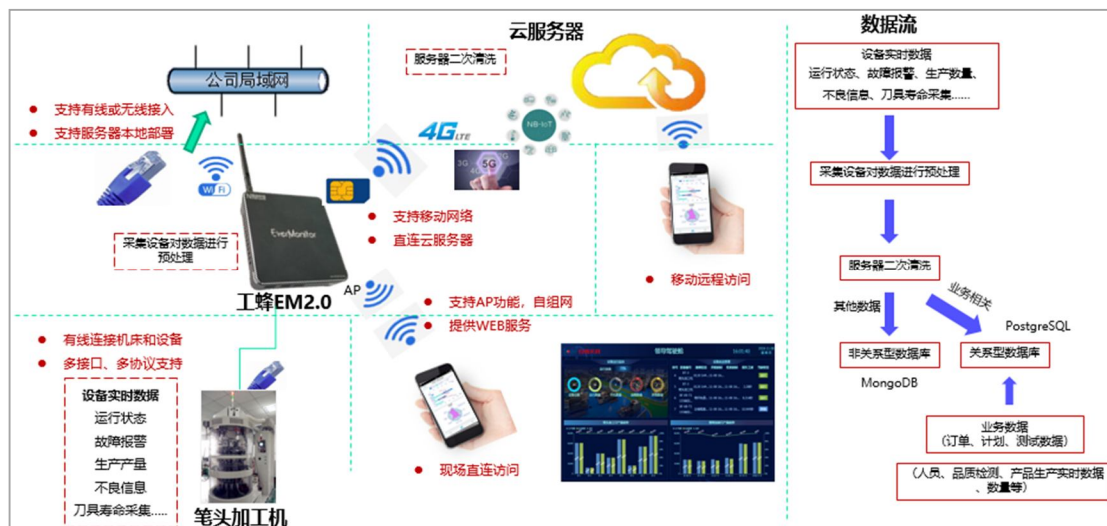 公司局域网
支持有线或无线接入
支持服务器本地部署
WiFi
EverMonitor
采集设备对数据进行
预处理
工蜂EM2.0
AP
有线连接机床和设备
多接口、多协议支持
设备实时数据
运行状态
故障报警
生产产量
不良信息
刀具寿命采集.....
笔头加工机
云服务器
服务器二次清洗
4G LTE
NB-IoT
3G
5G
4G
支持移动网络
直连云服务器
移动远程访问
支持AP功能，自组网
提供WEB服务
现场直连访问
领导驾驶舱
数据流
设备实时数据
运行状态、故障报警、生产数量、
不良信息、刀具寿命采集......
采集设备对数据进行预处理
服务器二次清洗
其他数据
业务相关
PostgreSQL
非关系型数据库
关系型数据库
MongoDB
业务数据
（订单、计划、测试数据）
（人员、品质检测、产品生产实时数据
、数量等）